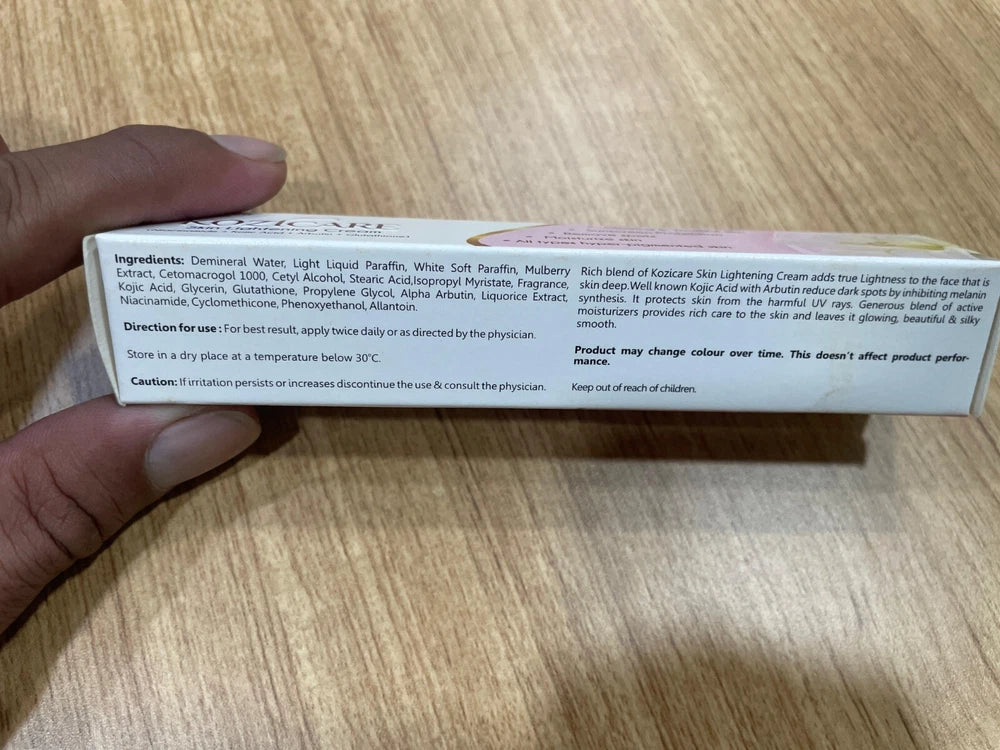 KOZICARE
Skin Lightening Cream
• Moisturize skin
• All types hyper-pigmented skin
Ingredients: Demineral Water, Light Liquid Paraffin, White Soft Paraffin, Mulberry
Extract, Cetomacrogol 1000, Cetyl Alcohol, Stearic Acid,Isopropyl Myristate, Fragrance,
Kojic Acid, Glycerin, Glutathione, Propylene Glycol, Alpha Arbutin, Liquorice Extract,
Niacinamide, Cyclomethicone, Phenoxyethanol, Allantoin.
Direction for use : For best result, apply twice daily or as directed by the physician.
Store in a dry place at a temperature below 30°C.
Caution: If irritation persists or increases discontinue the use & consult the physician.
Rich blend of Kozicare Skin Lightening Cream adds true Lightness to the face that is
skin deep.Well known Kojic Acid with Arbutin reduce dark spots by inhibiting melanin
synthesis. It protects skin from the harmful UV rays. Generous blend of active
moisturizers provides rich care to the skin and leaves it glowing, beautiful & silky
smooth.
Product may change colour over time. This doesn't affect product perfor-
mance.
Keep out of reach of children.